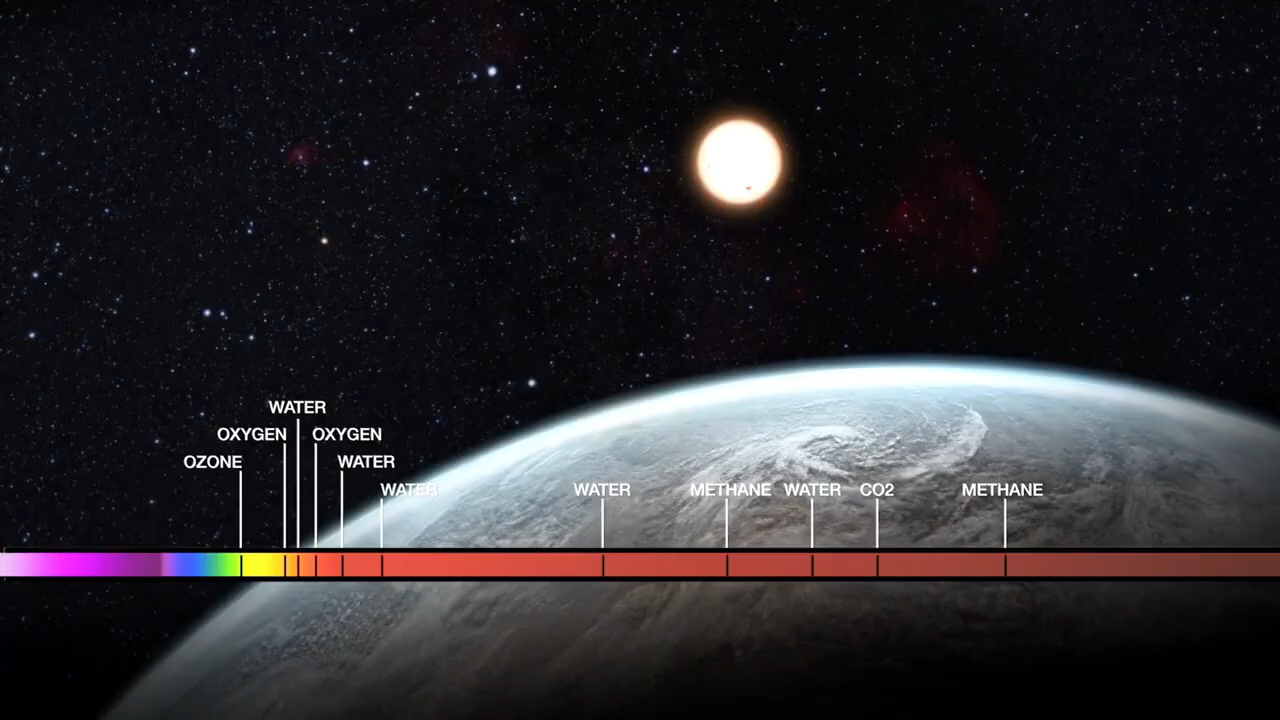 WATER
OXYGEN OXYGEN
OZONE WATER
WATER WATER METHANE WATER CO2 METHANE